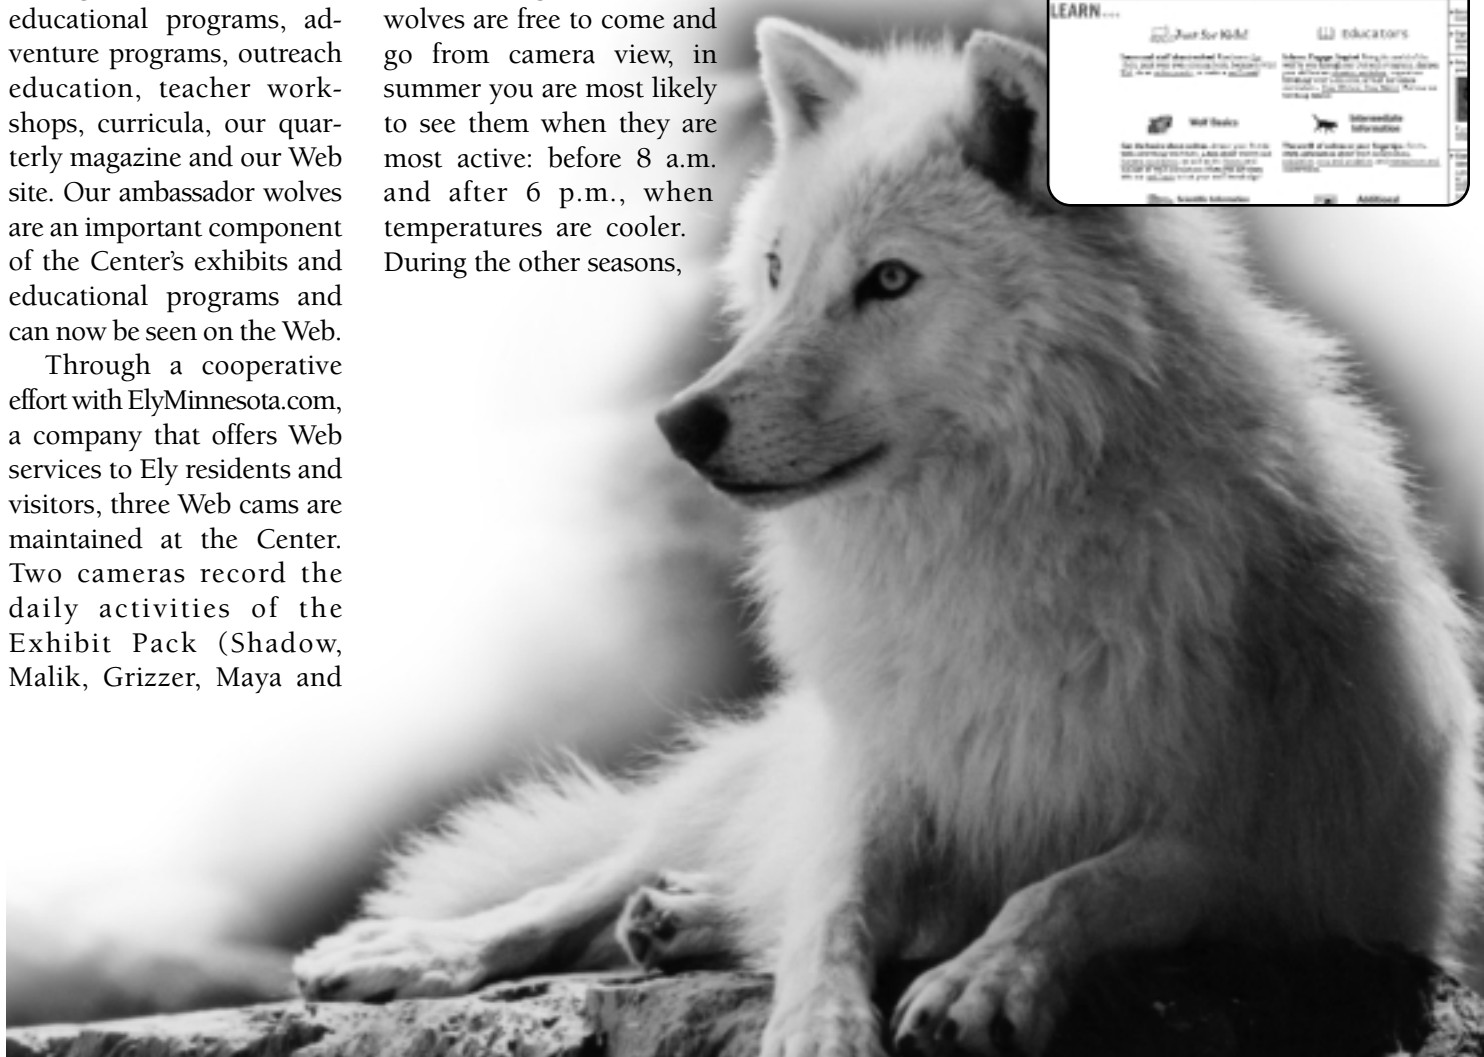 educational programs, ad-
venture programs, outreach
education, teacher work-
shops, curricula, our quar-
terly magazine and our Web
site. Our ambassador wolves
are an important component
of the Center's exhibits and
educational programs and
can now be seen on the Web.
Through a cooperative
effort with ElyMinnesota.com,
a company that offers Web
services to Ely residents and
visitors, three Web cams are
maintained at the Center.
Two cameras record the
daily activities of the
Exhibit Pack (Shadow,
Malik, Grizzer, Maya and
wolves are free to come and
go from camera view, in
summer you are most likely
to see them when they are
most active: before 8 a.m.
and after 6 p.m., when
temperatures are cooler.
During the other seasons,
LEARN...
Just for Kids!
Educators
Wolf Basics
Intermediate
Information
Scientific Information
Additional